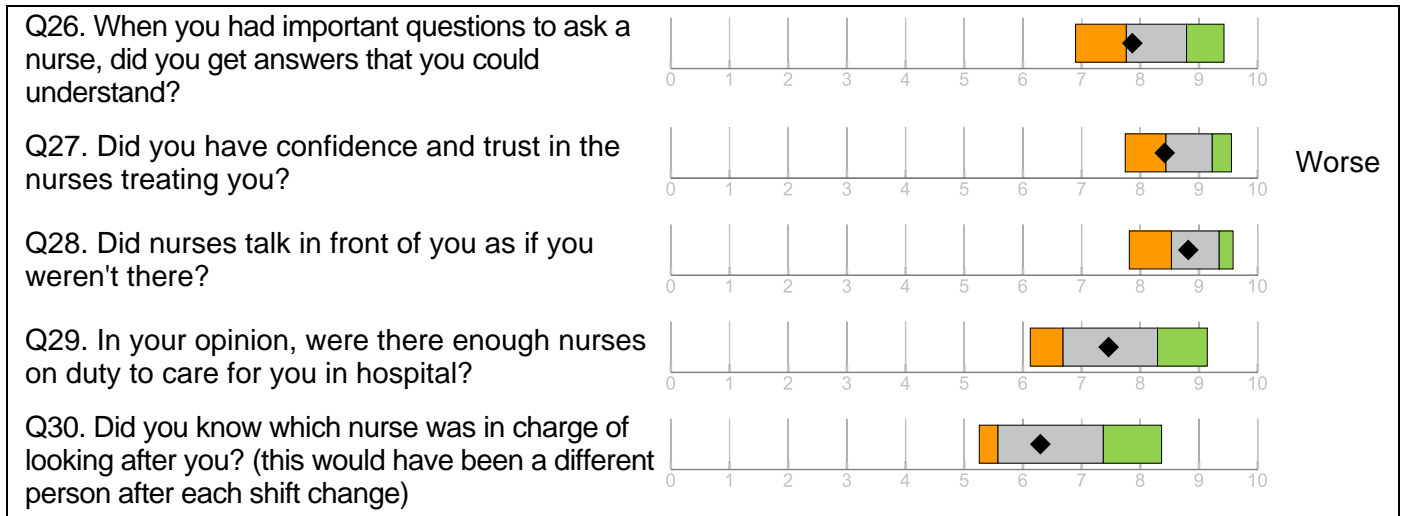 Q26. When you had important questions to ask a
nurse, did you get answers that you could
understand?
0 1 2 3 4 5 6 7 8 9 10
Q27. Did you have confidence and trust in the
nurses treating you?
Worse
0 1 2 3 4 5 6 7 8 9 10
Q28. Did nurses talk in front of you as if you
weren't there?
0 1 2 3 4 5 6 7 8 9 10
Q29. In your opinion, were there enough nurses
on duty to care for you in hospital?
0 1 2 3 4 5 6 7 8 9 10
Q30. Did you know which nurse was in charge of
looking after you? (this would have been a different
person after each shift change)
0 1 2 3 4 5 6 7 8 9 10